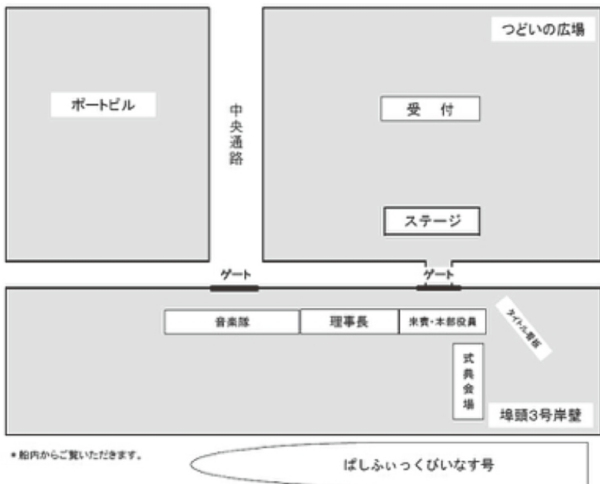 つどいの広場
ポートビル
中央通路
受 付
ステージ
ゲート
ゲート
音楽隊
理事長
来賓・本部役員
タイトル看板
式典会場
埠頭3号岸壁
*船内からご覧いただきます。
ぱしふぃっくびいなす号